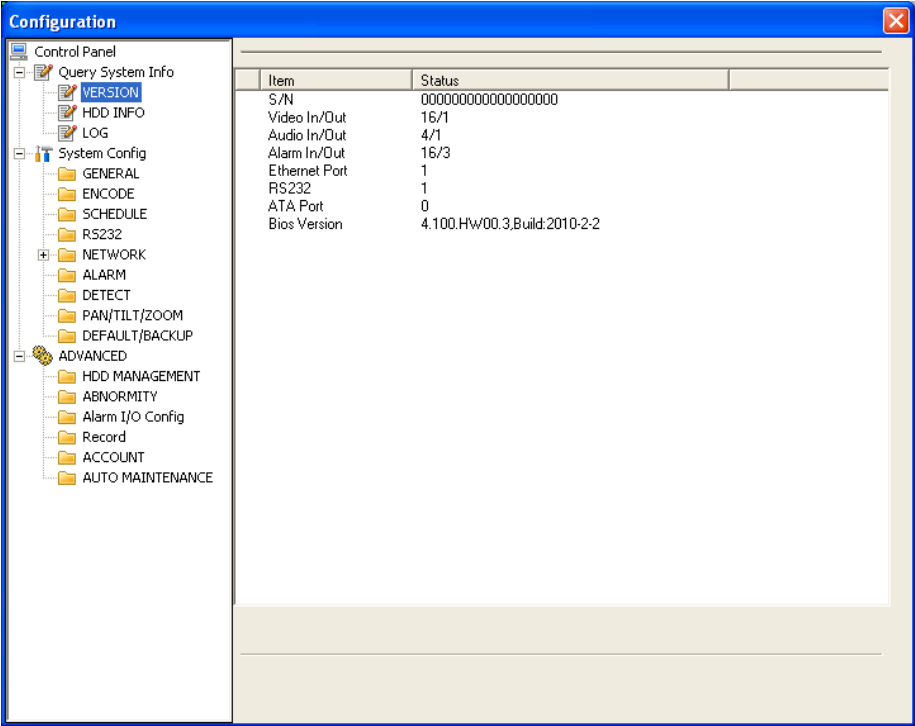 Configuration
Control Panel
Query System Info
VERSION
HDD INFO
LOG
System Config
GENERAL
ENCODE
SCHEDULE
RS232
NETWORK
ALARM
DETECT
PAN/TILT/ZOOM
DEFAULT/BACKUP
ADVANCED
HDD MANAGEMENT
ABNORMITY
Alarm I/O Config
Record
ACCOUNT
AUTO MAINTENANCE
Item Status
S/N 000000000000000000
Video In/Out 16/1
Audio In/Out 4/1
Alarm In/Out 16/3
Ethernet Port 1
RS232 1
ATA Port 0
Bios Version 4.100.HW00.3,Build:2010-2-2